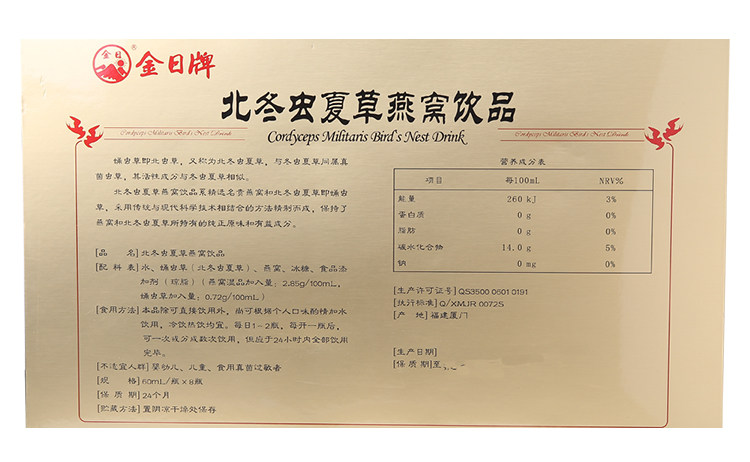 金日
®
金日牌
北冬虫夏草燕窝饮品
Cordyceps Militaris Bird's Nest Drink
Cordyceps Militaris Bird's Nest Drink
Cordyceps Militaris Bird's Nest Drink
蛹虫草即北虫草，又称为北冬虫夏草，与冬虫夏草同属真
菌虫草，其活性成分与冬虫夏草相似。
北冬虫夏草燕窝饮品系精选名贵燕窝和北冬虫夏草即蛹虫
草，采用传统与现代科学技术相结合的方法精制而成，保持了
燕窝和北冬虫夏草所特有的纯正原味和有益成分。
[品 名] 北冬虫夏草燕窝饮品
[配 料 表] 水、蛹虫草（北冬虫夏草）、燕窝、冰糖、食品添
加剂（琼脂）（燕窝湿品加入量：2.85g/100mL，
蛹虫草加入量：0.72g/100mL）
[食用方法] 本品除可直接饮用外，尚可根据个人口味酌情加水
饮用，冷饮热饮均宜。每日1-2瓶，每开一瓶后，
可一次或分成数次饮用，但应于24小时内全部饮用
完毕。
[不适宜人群] 婴幼儿、儿童、食用真菌过敏者
[规 格] 60mL/瓶×8瓶
[保 质 期] 24个月
[贮藏方法] 置阴凉干燥处保存
营养成分表
项目 每100mL NRV%
能量 260 kJ 3%
蛋白质 0 g 0%
脂肪 0 g 0%
碳水化合物 14.0 g 5%
钠 0 mg 0%
[生产许可证号] QS3500 0601 0191
[执行标准] Q/XMJR 0072S
[产 地] 福建厦门
[生产日期]
[保质期]至